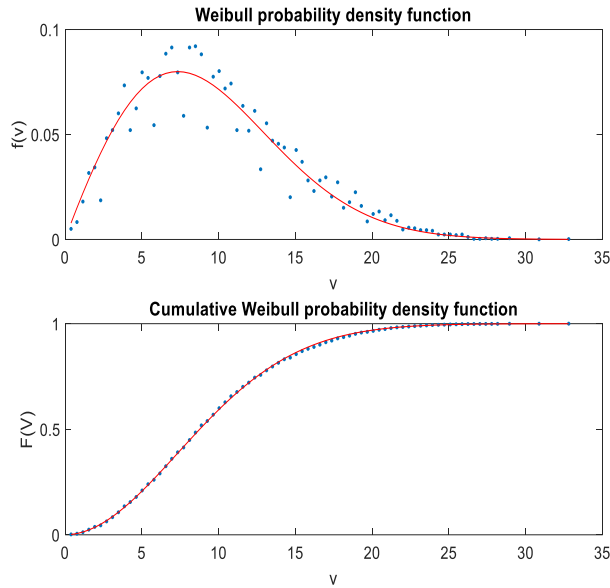 Weibull probability density function
0.1
0.05
0
f(v)
0 5 10 15 20 25 30 35
v
Cumulative Weibull probability density function
1
0.5
0
F(V)
0 5 10 15 20 25 30 35
v